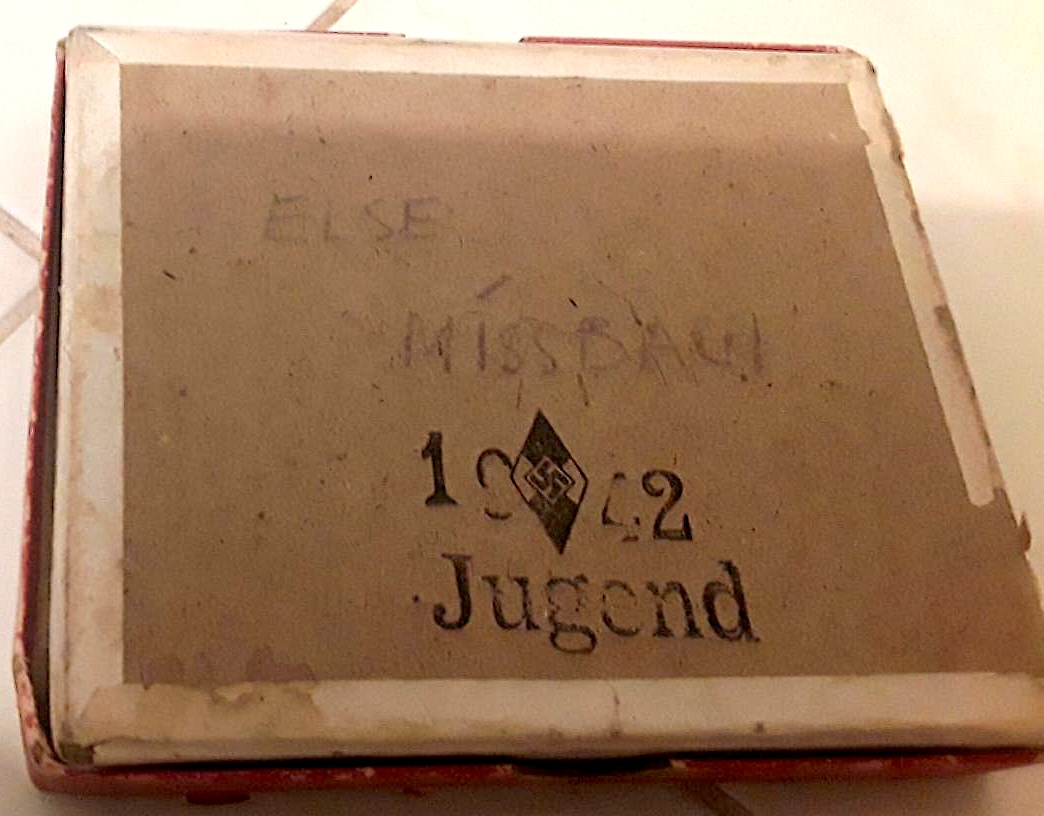 ELSE
MISSBACH
1942
Jugend